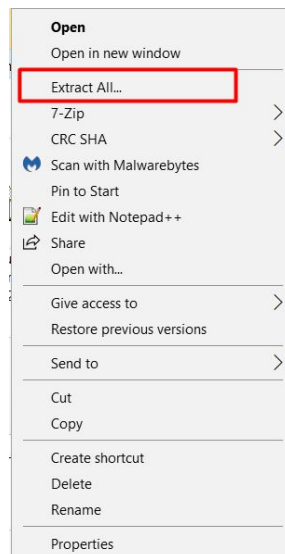 Open
Open in new window
Extract All...
7-Zip
CRC SHA
Scan with Malwarebytes
Pin to Start
Edit with Notepad++
Share
Open with...
Give access to
Restore previous versions
Send to
Cut
Copy
Create shortcut
Delete
Rename
Properties